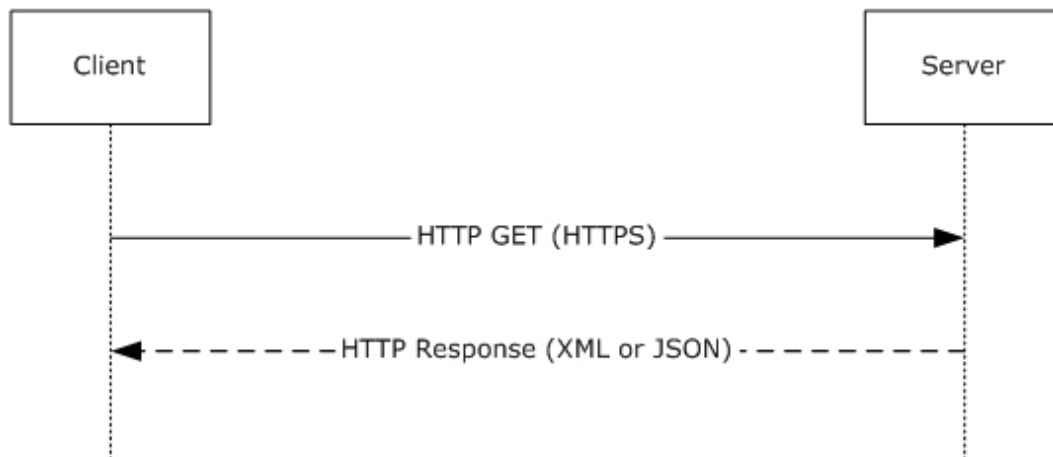 Client
Server
HTTP GET (HTTPS)
HTTP Response (XML or JSON)